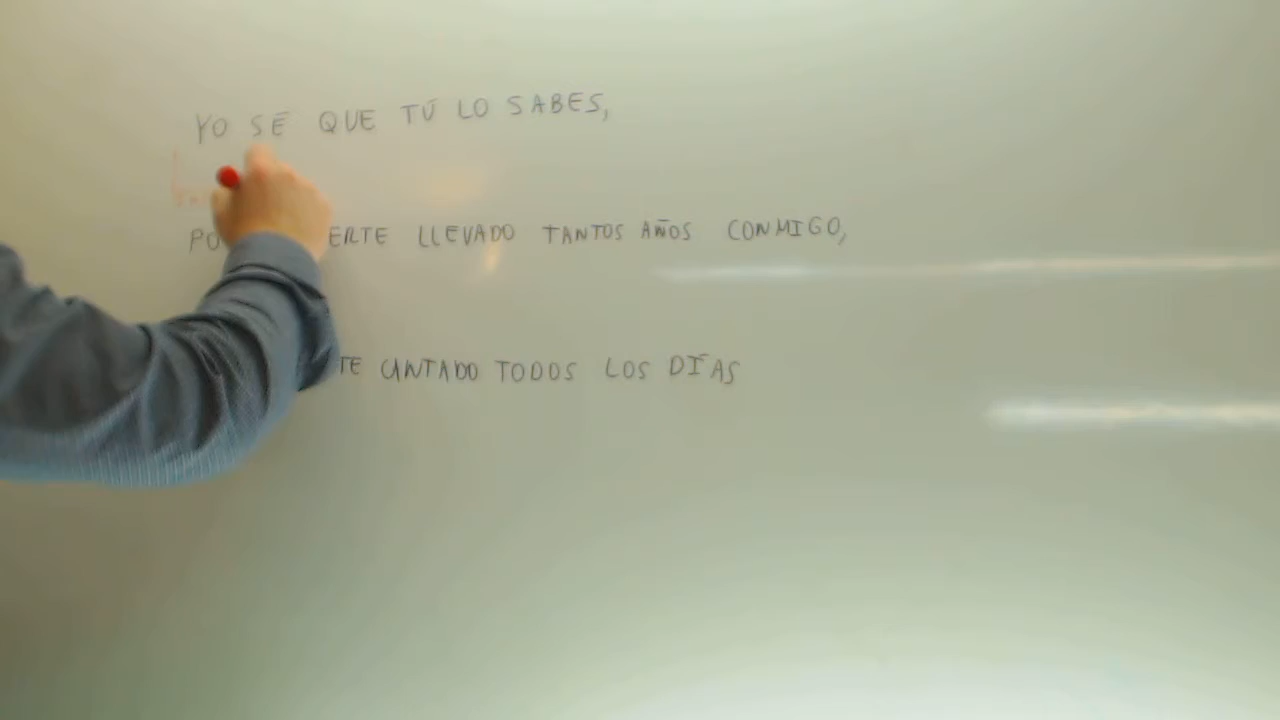 YO SÉ QUE TÚ LO SABES,
PO ERTE LLEVADO TANTOS AÑOS CONMIGO,
TE CANTADO TODOS LOS DÍAS